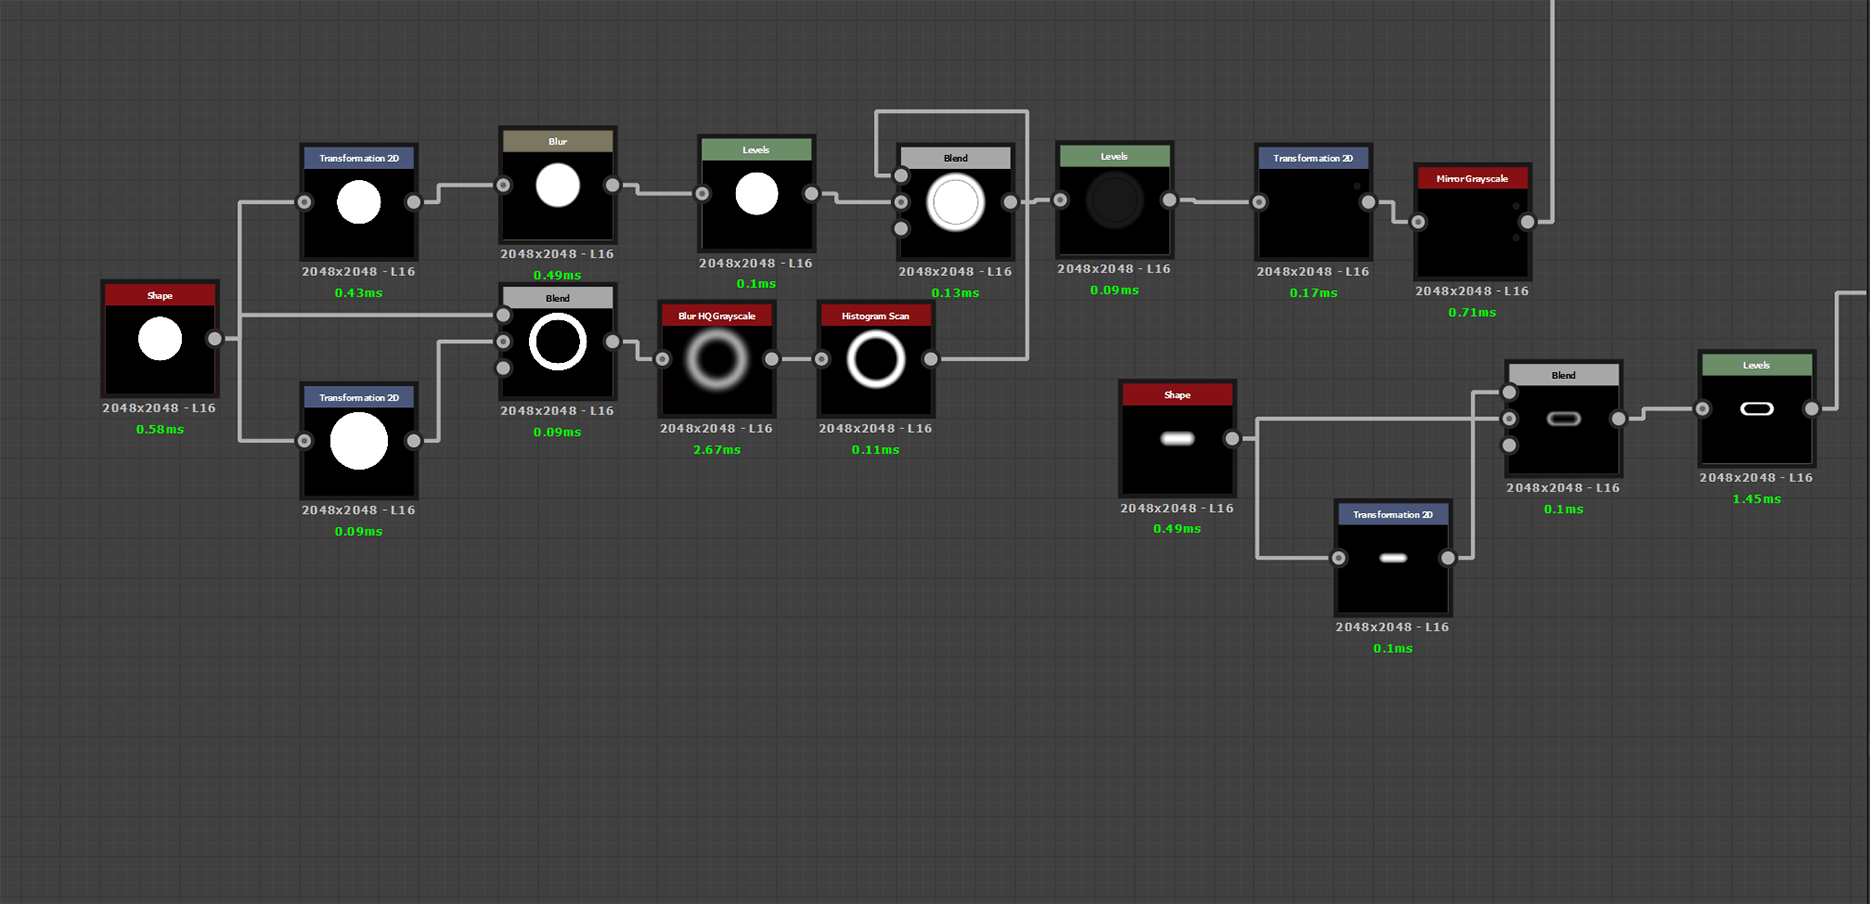 Transformation 2D
2048x2048 - L16
0.43ms
Blur
2048x2048 - L16
0.49ms
Levels
2048x2048 - L16
0.1ms
Blend
2048x2048 - L16
0.13ms
Levels
2048x2048 - L16
0.09ms
Transformation 2D
2048x2048 - L16
0.17ms
Mirror Grayscale
2048x2048 - L16
0.71ms
Shape
2048x2048 - L16
0.58ms
Blend
2048x2048 - L16
0.09ms
Blur HQ Grayscale
2048x2048 - L16
2.67ms
Histogram Scan
2048x2048 - L16
0.11ms
Transformation 2D
2048x2048 - L16
0.09ms
Shape
2048x2048 - L16
0.49ms
Blend
2048x2048 - L16
0.1ms
Levels
2048x2048 - L16
1.45ms
Transformation 2D
2048x2048 - L16
0.1ms